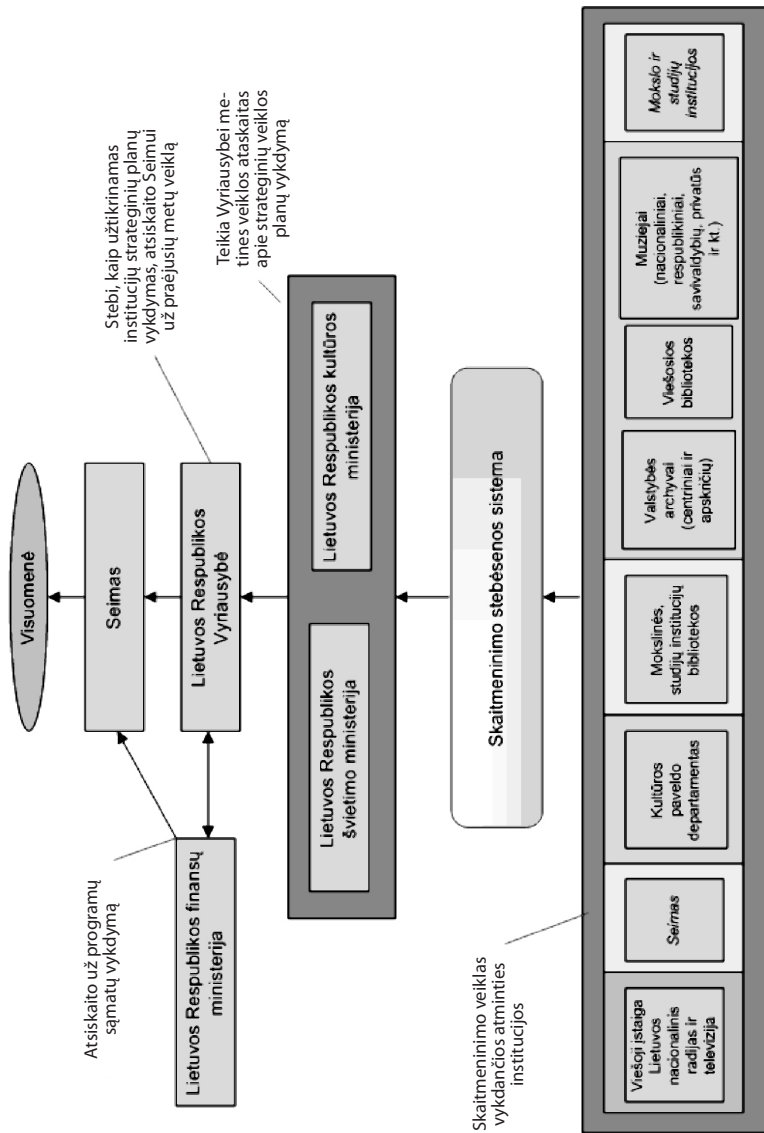 Visuomenė
Seimas
Lietuvos Respublikos
Vyriausybė
Stebi, kaip užtikrinamas
institucijų strateginių planų
vykdymas, atsiskaito Seimui
už praėjusių metų veiklą
Atsiskaito už programų
sąmatų vykdymą
Lietuvos Respublikos finansų
ministerija
Teikia Vyriausybei me-
tines veiklos ataskaitas
apie strateginių veiklos
planų vykdymą
Lietuvos Respublikos
švietimo ministerija
Lietuvos Respublikos kultūros
ministerija
Skaitmeninimo stebėsenos sistema
Skaitmeninimo veiklas
vykdančios atminties
institucijos
Viešoji įstaiga
Lietuvos
nacionalinis
radijas ir
televizija
Seimas
Kultūros
paveldo
departamentas
Mokslinės,
studijų institucijų
bibliotekos
Valstybės
archyvai
(centriniai ir
apskričių)
Viešosios
bibliotekos
Muziejai
(nacionaliniai,
respublikiniai,
savivaldybių, privatūs
ir kt.)
Mokslo ir
studijų
institucijos